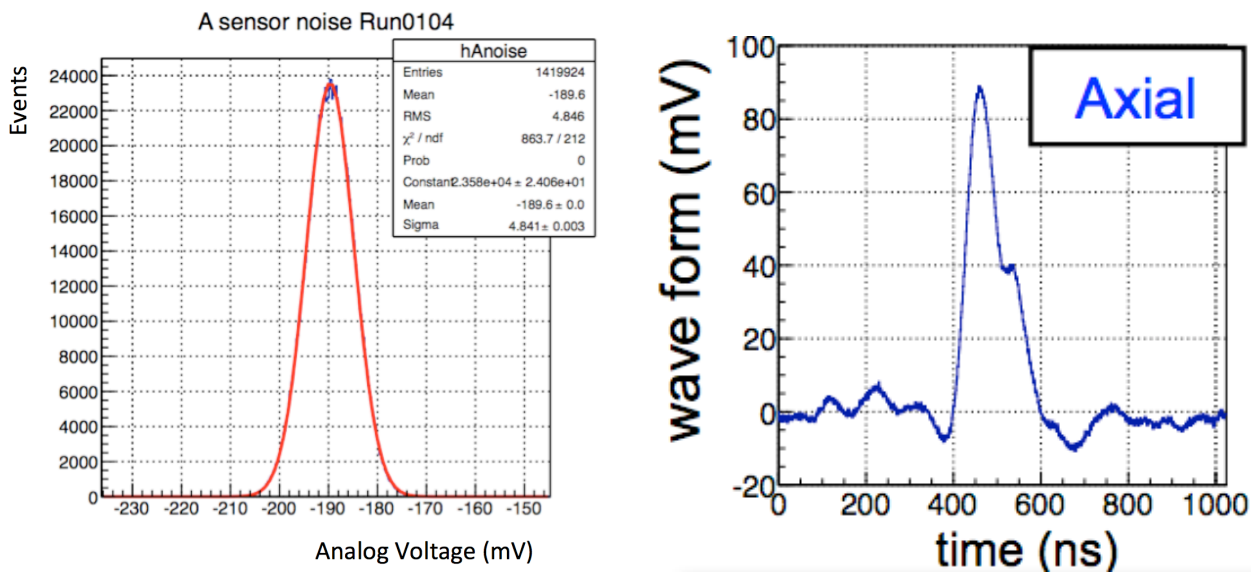 A sensor noise Run0104
Events
24000
22000
20000
18000
16000
14000
12000
10000
8000
6000
4000
2000
0
-230 -220 -210 -200 -190 -180 -170 -160 -150
Analog Voltage (mV)
hAnoise
Entries 1419924
Mean -189.6
RMS 4.846
χ² / ndf 863.7 / 212
Prob 0
Constant 2.358e+04 ± 2.406e+01
Mean -189.6 ± 0.0
Sigma 4.841 ± 0.003
wave form (mV)
100
80
60
40
20
0
-20
0 200 400 600 800 1000
time (ns)
Axial